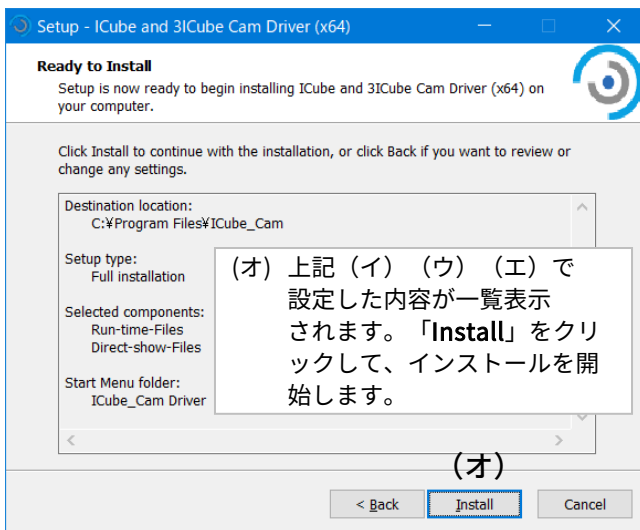 Setup - ICube and 3ICube Cam Driver (x64)
Ready to Install
Setup is now ready to begin installing ICube and 3ICube Cam Driver (x64) on
your computer.
Click Install to continue with the installation, or click Back if you want to review or
change any settings.
Destination location:
C:¥Program Files¥ICube_Cam
Setup type:
Full installation
Selected components:
Run-time-Files
Direct-show-Files
Start Menu folder:
ICube_Cam Driver
(オ) 上記（イ）（ウ）（エ）で
設定した内容が一覧表示
されます。「Install」をクリ
ックして、インストールを開
始します。
（オ）
< Back
Install
Cancel